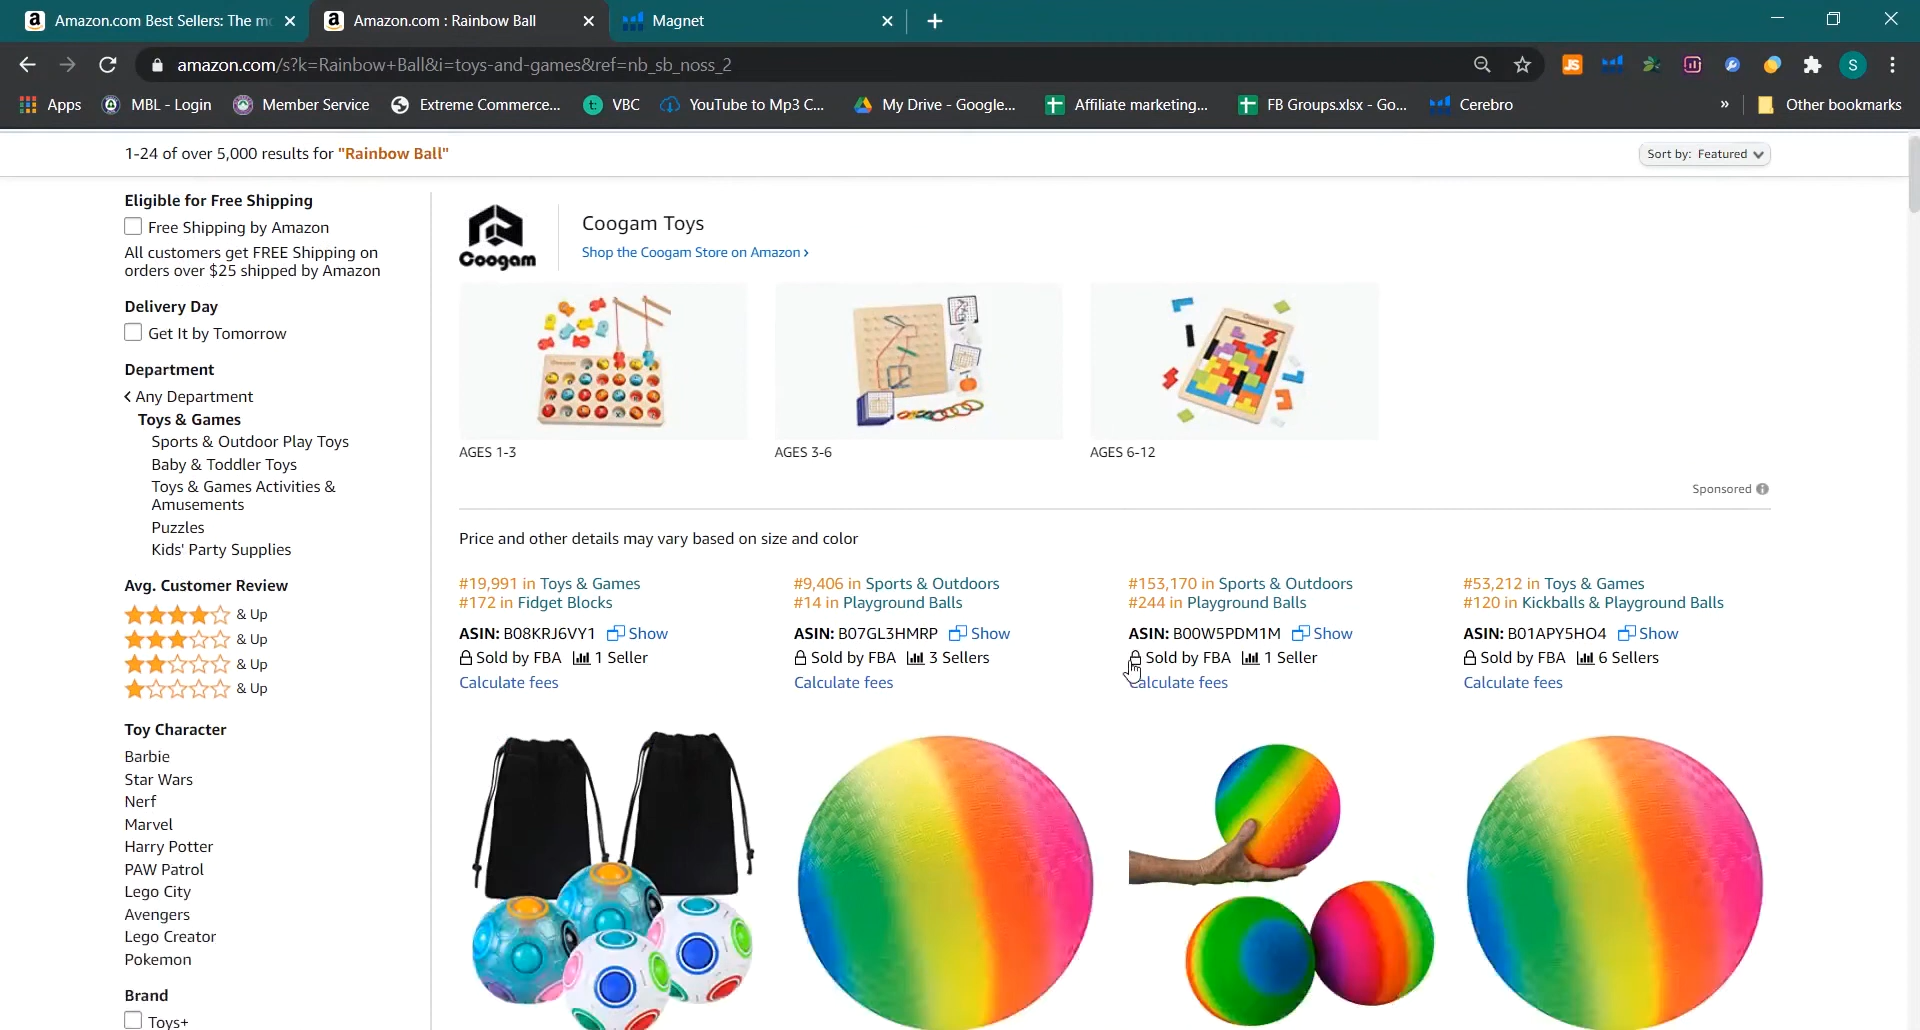 Amazon.com Best Sellers: The mo
Amazon.com : Rainbow Ball
Magnet
amazon.com/s?k=Rainbow+Ball&i=toys-and-games&ref=nb_sb_noss_2
JS
S
Apps
MBL - Login
Member Service
Extreme Commerce...
t:
VBC
YouTube to Mp3 C...
My Drive - Google...
Affiliate marketing...
FB Groups.xlsx - Go...
Cerebro
»
Other bookmarks
1-24 of over 5,000 results for "Rainbow Ball"
Sort by: Featured
Eligible for Free Shipping
Free Shipping by Amazon
All customers get FREE Shipping on
orders over $25 shipped by Amazon
Delivery Day
Get It by Tomorrow
Department
< Any Department
Toys & Games
Sports & Outdoor Play Toys
Baby & Toddler Toys
Toys & Games Activities &
Amusements
Puzzles
Kids' Party Supplies
Avg. Customer Review
& Up
& Up
& Up
& Up
Toy Character
Barbie
Star Wars
Nerf
Marvel
Harry Potter
PAW Patrol
Lego City
Avengers
Lego Creator
Pokemon
Brand
Toys+
Coogam
Coogam Toys
Shop the Coogam Store on Amazon ›
AGES 1-3
AGES 3-6
AGES 6-12
Sponsored
Price and other details may vary based on size and color
#19,991 in Toys & Games
#172 in Fidget Blocks
ASIN: B08KRJ6VY1 Show
Sold by FBA 1 Seller
Calculate fees
#9,406 in Sports & Outdoors
#14 in Playground Balls
ASIN: B07GL3HMRP Show
Sold by FBA 3 Sellers
Calculate fees
#153,170 in Sports & Outdoors
#244 in Playground Balls
ASIN: B00W5PDM1M Show
Sold by FBA 1 Seller
Calculate fees
#53,212 in Toys & Games
#120 in Kickballs & Playground Balls
ASIN: B01APY5HO4 Show
Sold by FBA 6 Sellers
Calculate fees